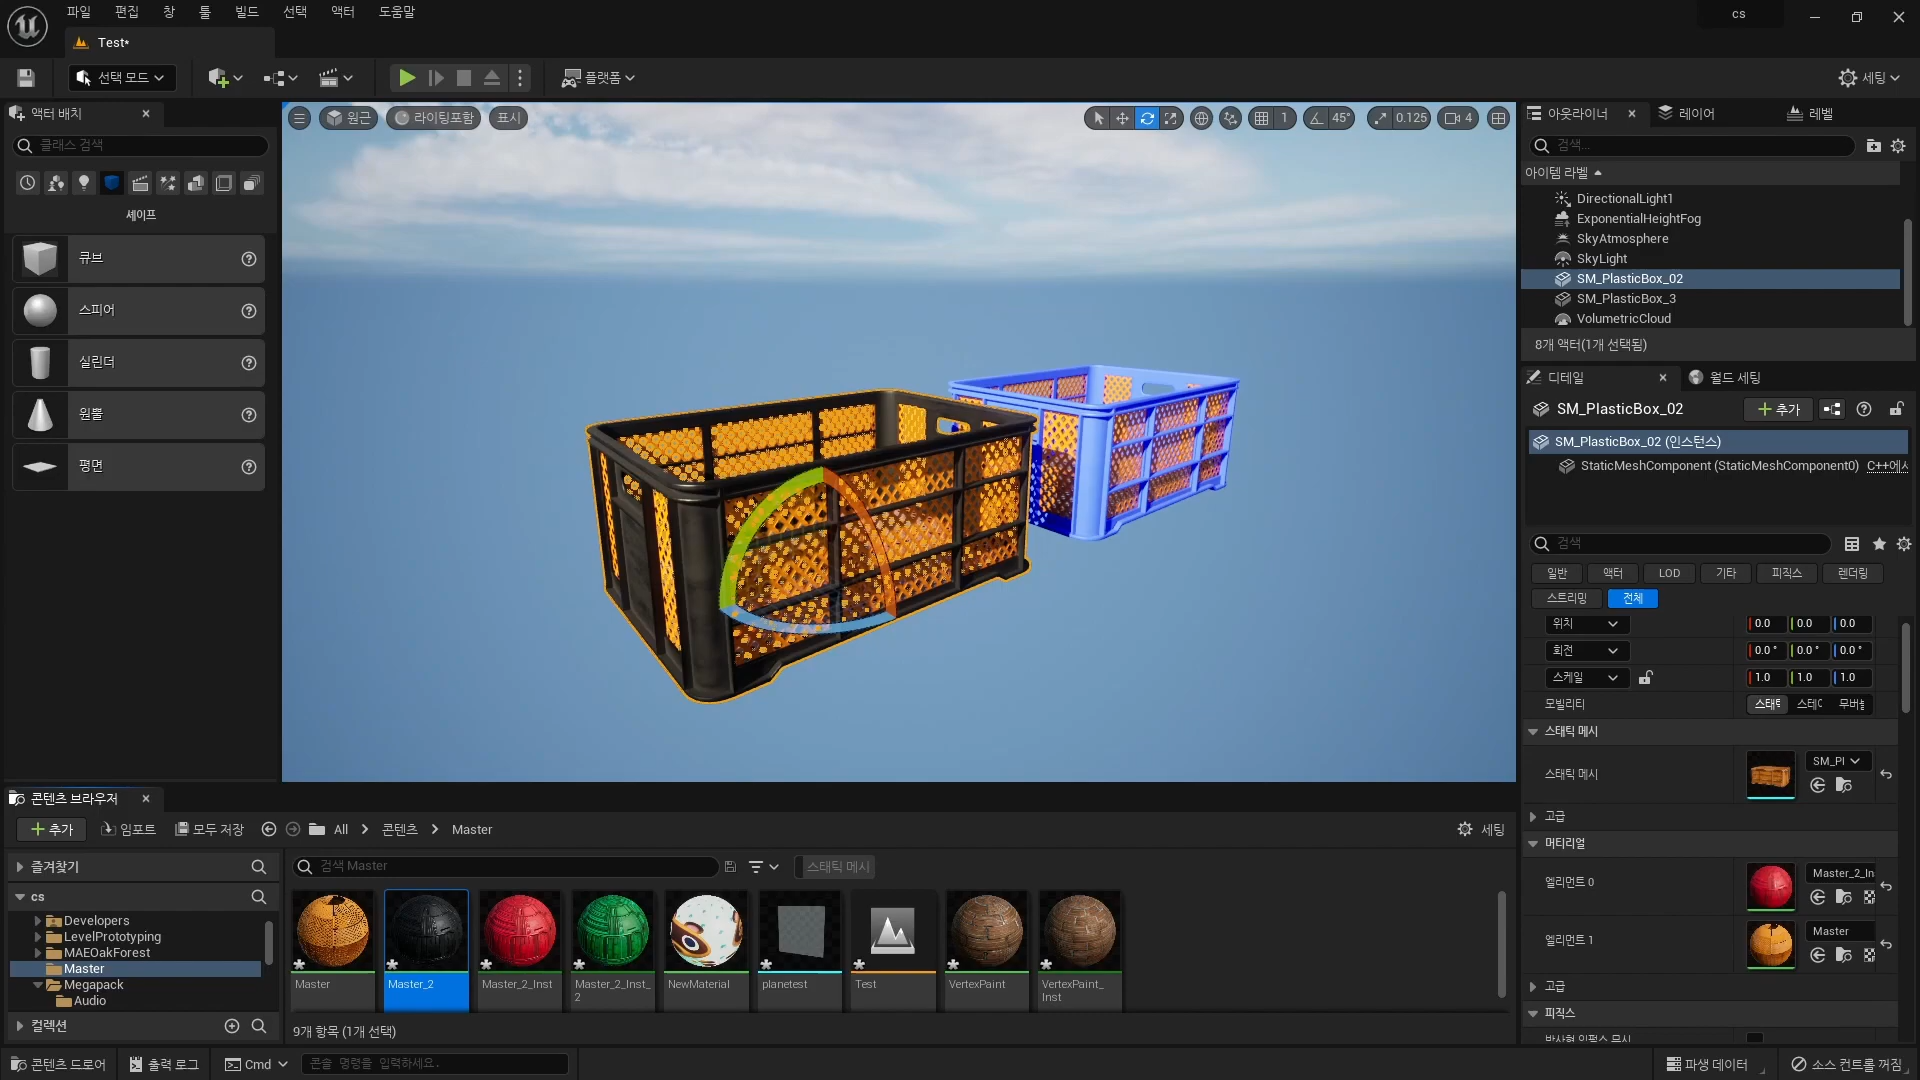 파일 편집 창 툴 빌드 선택 액터 도움말
cs
Test*
선택 모드
플랫폼
세팅
액터 배치
클래스 검색
셰이프
큐브
스피어
실린더
원뿔
평면
원근 라이팅포함 표시
1 45° 0.125 4
아웃라이너 레이어 레벨
검색...
아이템 라벨
DirectionalLight1
ExponentialHeightFog
SkyAtmosphere
SkyLight
SM_PlasticBox_02
SM_PlasticBox_3
VolumetricCloud
8개 액터(1개 선택됨)
디테일 월드 세팅
SM_PlasticBox_02 추가
SM_PlasticBox_02 (인스턴스)
StaticMeshComponent (StaticMeshComponent0) C++에서
검색
일반 액터 LOD 기타 피직스 렌더링
스트리밍 전체
위치 0.0 0.0 0.0
회전 0.0° 0.0° 0.0°
스케일 1.0 1.0 1.0
모빌리티 스태틱 무버블
스태틱 메시
스태틱 메시 SM_Pl
고급
머티리얼
엘리먼트 0 Master_2_In
엘리먼트 1 Master
고급
피직스
콘텐츠 브라우저
추가 임포트 모두 저장 All 콘텐츠 Master
세팅
즐겨찾기
검색 Master
스태틱 메시
cs
Developers
LevelPrototyping
MAEOakForest
Master
Megapack
Audio
컬렉션
Master
Master_2
Master_2_Inst
Master_2_Inst_
2
NewMaterial
planetest
Test
VertexPaint
VertexPaint_
Inst
9개 항목 (1개 선택)
콘텐츠 드로어 출력 로그 Cmd 콘솔 명령을 입력하세요.
파생 데이터 소스 컨트롤 꺼짐